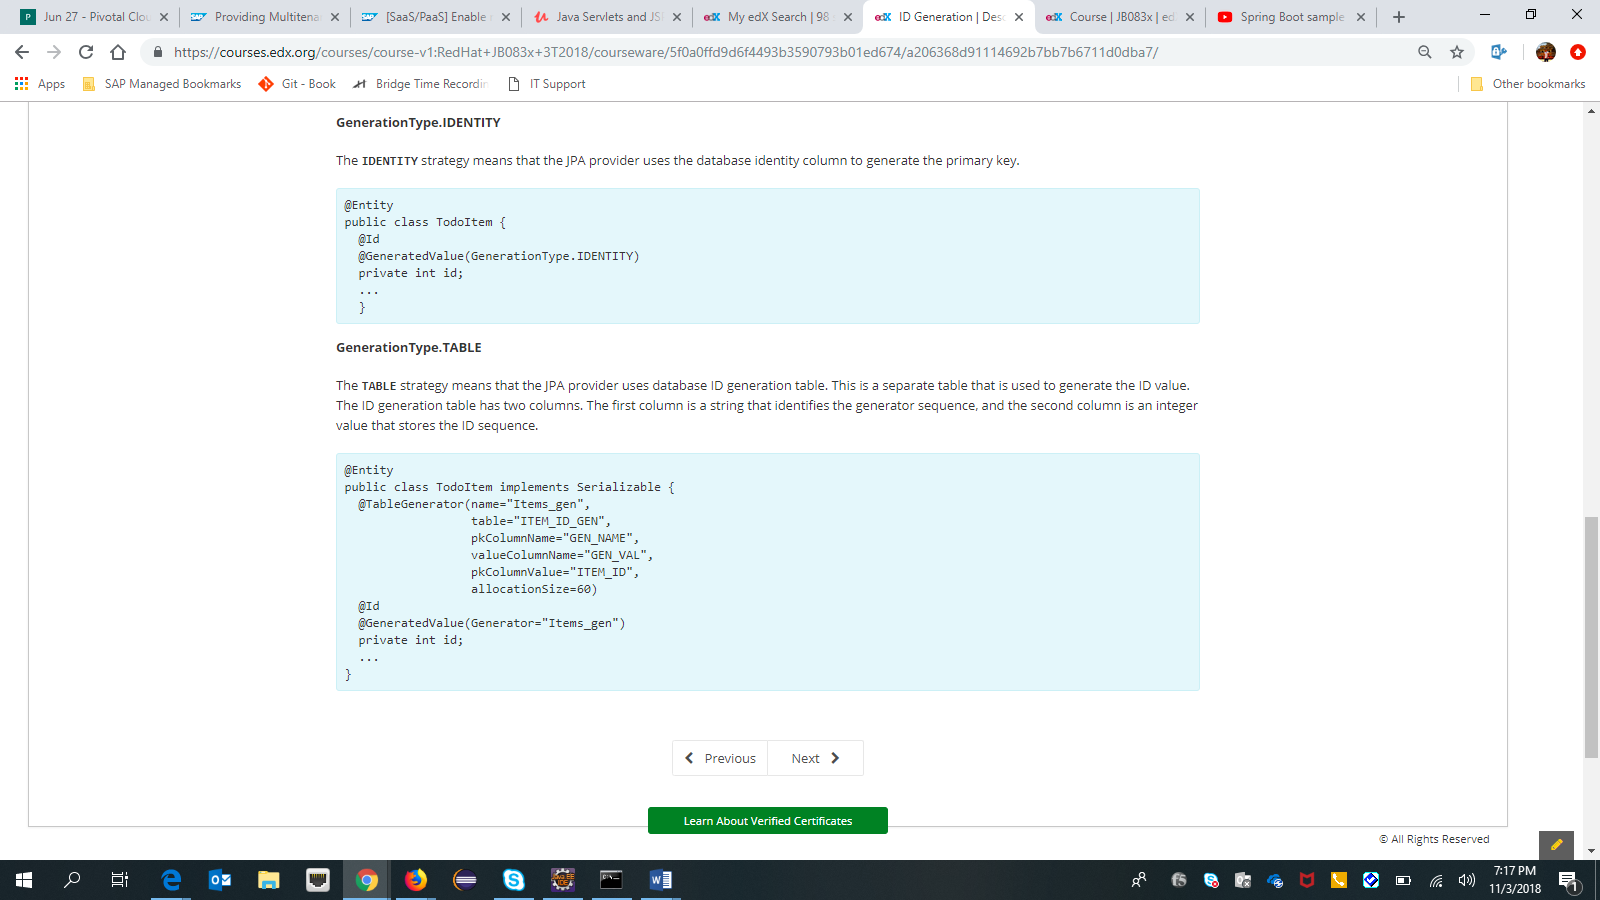 Jun 27 - Pivotal Clou
Providing Multitena
[SaaS/PaaS] Enable
Java Servlets and JSP
My edX Search | 98
ID Generation | Desc
Course | JB083x | ed
Spring Boot sample
https://courses.edx.org/courses/course-v1:RedHat+JB083x+3T2018/courseware/5f0a0ffd9d6f4493b3590793b01ed674/a206368d91114692b7bb7b6711d0dba7/
Apps
SAP Managed Bookmarks
Git - Book
Bridge Time Recordin
IT Support
Other bookmarks
GenerationType.IDENTITY
The IDENTITY strategy means that the JPA provider uses the database identity column to generate the primary key.
@Entity
public class TodoItem {
@Id
@GeneratedValue(GenerationType.IDENTITY)
private int id;
...
}
GenerationType.TABLE
The TABLE strategy means that the JPA provider uses database ID generation table. This is a separate table that is used to generate the ID value.
The ID generation table has two columns. The first column is a string that identifies the generator sequence, and the second column is an integer
value that stores the ID sequence.
@Entity
public class TodoItem implements Serializable {
@TableGenerator(name="Items_gen",
table="ITEM_ID_GEN",
pkColumnName="GEN_NAME",
valueColumnName="GEN_VAL",
pkColumnValue="ITEM_ID",
allocationSize=60)
@Id
@GeneratedValue(Generator="Items_gen")
private int id;
...
}
Previous
Next
Learn About Verified Certificates
© All Rights Reserved
7:17 PM
11/3/2018
1